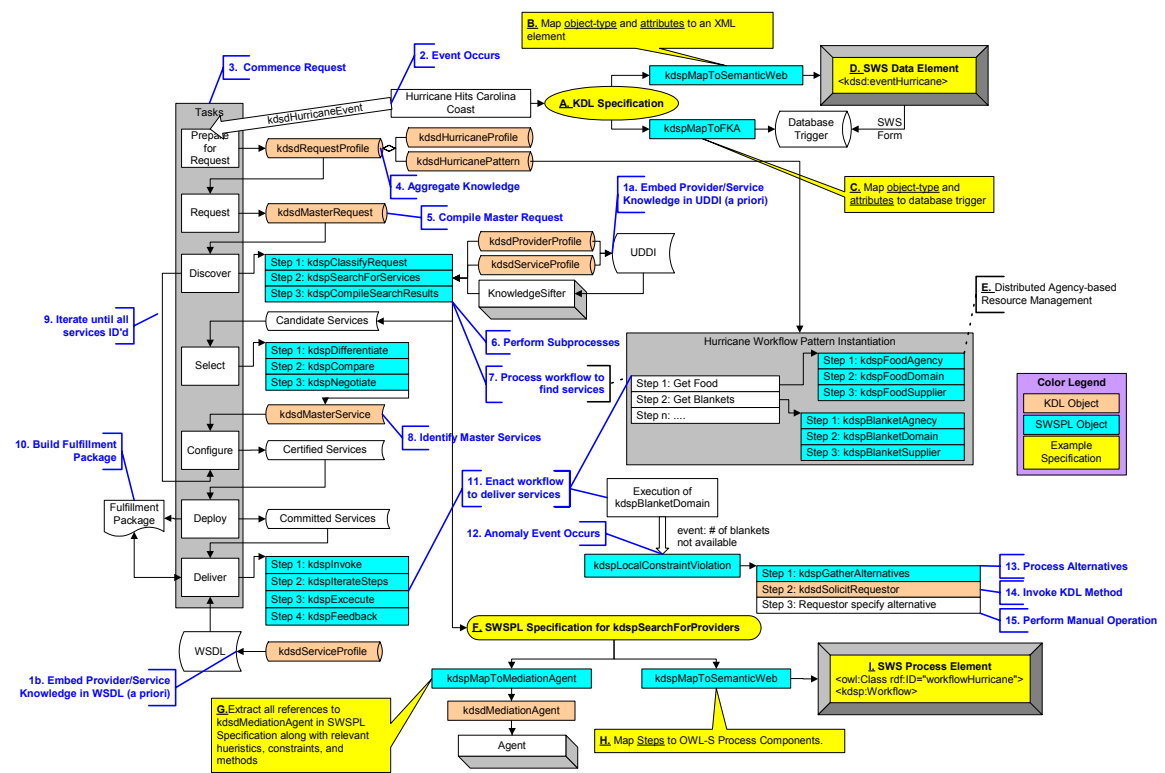 B. Map object-type and attributes to an XML
element
2. Event Occurs
3. Commence Request
kdspMapToSemanticWeb
D. SWS Data Element
<kdsd:eventHurricane>
Tasks
kdsdHurricaneEvent
Hurricane Hits Carolina
Coast
A. KDL Specification
kdspMapToFKA
Database
Trigger
SWS
Form
Prepare
for
Request
kdsdRequestProfile
kdsdHurricaneProfile
kdsdHurricanePattern
4. Aggregate Knowledge
1a. Embed Provider/Service
Knowledge in UDDI (a priori)
C. Map object-type and
attributes to database trigger
Request
kdsdMasterRequest
5. Compile Master Request
kdsdProviderProfile
kdsdServiceProfile
UDDI
KnowledgeSifter
Discover
Step 1: kdspClassifyRequest
Step 2: kdspSearchForServices
Step 3: kdspCompileSearchResults
E. Distributed Agency-based
Resource Management
9. Iterate until all
services ID'd
Candidate Services
6. Perform Subprocesses
7. Process workflow to
find services
Select
Step 1: kdspDifferentiate
Step 2: kdspCompare
Step 3: kdspNegotiate
Hurricane Workflow Pattern Instantiation
Step 1: Get Food
Step 2: Get Blankets
Step n: ....
Step 1: kdspFoodAgency
Step 2: kdspFoodDomain
Step 3: kdspFoodSupplier
Step 1: kdspBlanketAgency
Step 2: kdspBlanketDomain
Step 3: kdspBlanketSupplier
Color Legend
KDL Object
SWSPL Object
Example
Specification
kdsdMasterService
8. Identify Master Services
10. Build Fulfillment
Package
Configure
Certified Services
11. Enact workflow
to deliver services
Execution of
kdspBlanketDomain
Fulfillment
Package
Deploy
Committed Services
12. Anomaly Event Occurs
event: # of blankets
not available
Deliver
Step 1: kdspInvoke
Step 2: kdspIterateSteps
Step 3: kdspExcecute
Step 4: kdspFeedback
kdspLocalConstraintViolation
Step 1: kdspGatherAlternatives
Step 2: kdsdSolicitRequestor
Step 3: Requestor specify alternative
13. Process Alternatives
14. Invoke KDL Method
15. Perform Manual Operation
F. SWSPL Specification for kdspSearchForProviders
WSDL
kdsdServiceProfile
1b. Embed Provider/Service
Knowledge in WSDL (a priori)
kdspMapToMediationAgent
kdspMapToSemanticWeb
I. SWS Process Element
<owl:Class rdf:ID="workflowHurricane">
<kdsp:Workflow>
G.Extract all references to
kdsdMediationAgent in SWSPL
Specification along with relevant
hueristics, constraints, and
methods
kdsdMediationAgent
Agent
H. Map Steps to OWL-S Process Components.